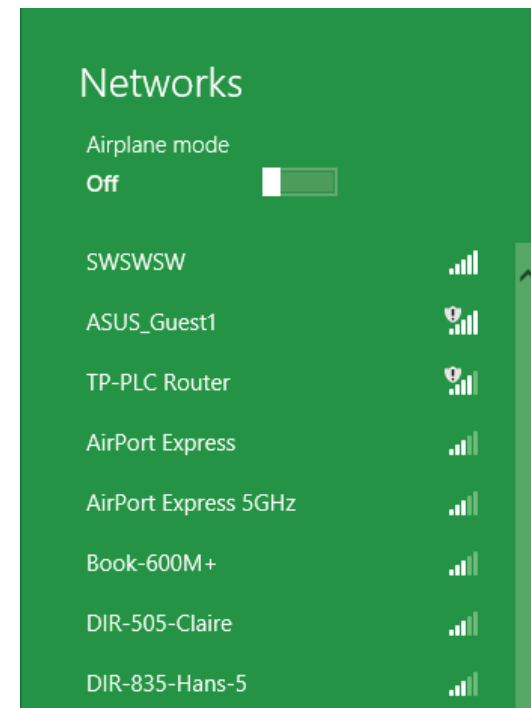 Networks
Airplane mode
Off
SWSWSW
ASUS_Guest1
TP-PLC Router
AirPort Express
AirPort Express 5GHz
Book-600M+
DIR-505-Claire
DIR-835-Hans-5